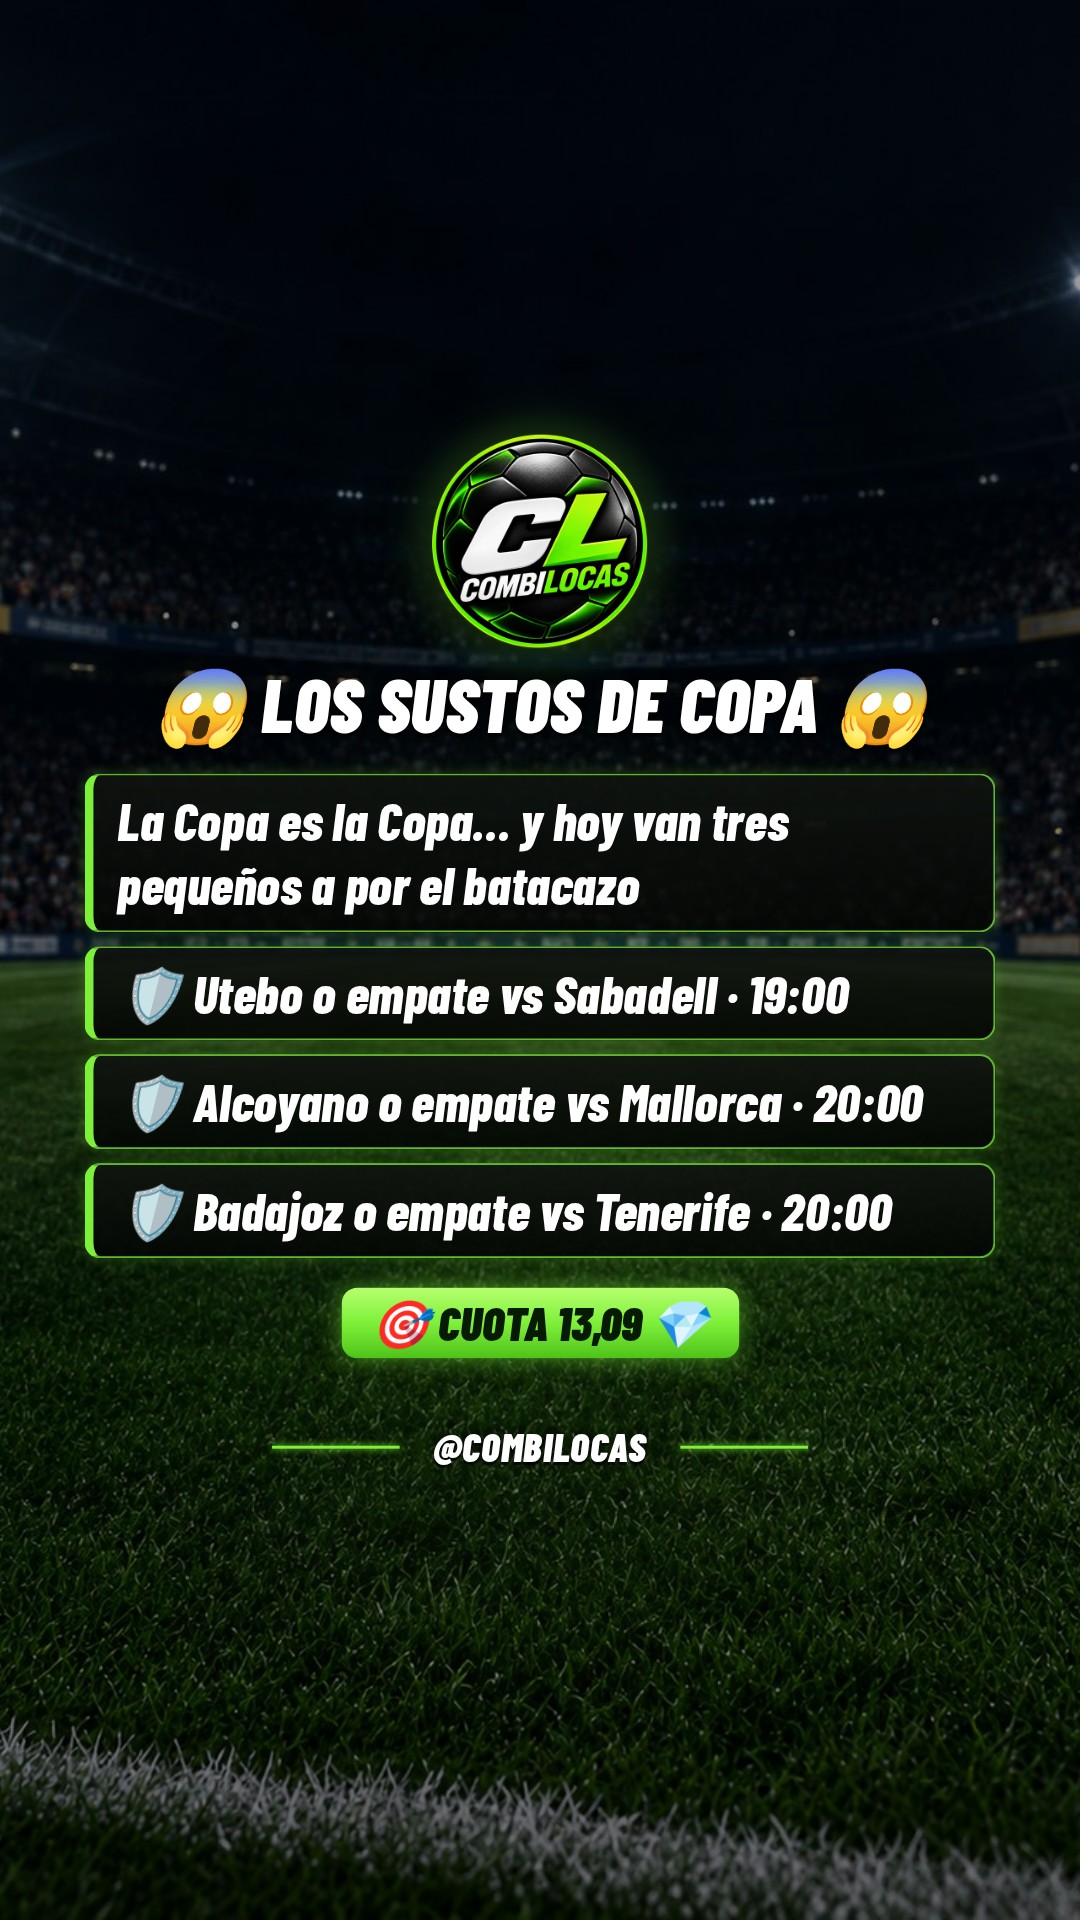 CL
COMBILOCAS
😱 LOS SUSTOS DE COPA 😱
La Copa es la Copa... y hoy van tres
pequeños a por el batacazo
🛡️ Utebo o empate vs Sabadell · 19:00
🛡️ Alcoyano o empate vs Mallorca · 20:00
🛡️ Badajoz o empate vs Tenerife · 20:00
🎯 CUOTA 13,09 💎
@COMBILOCAS